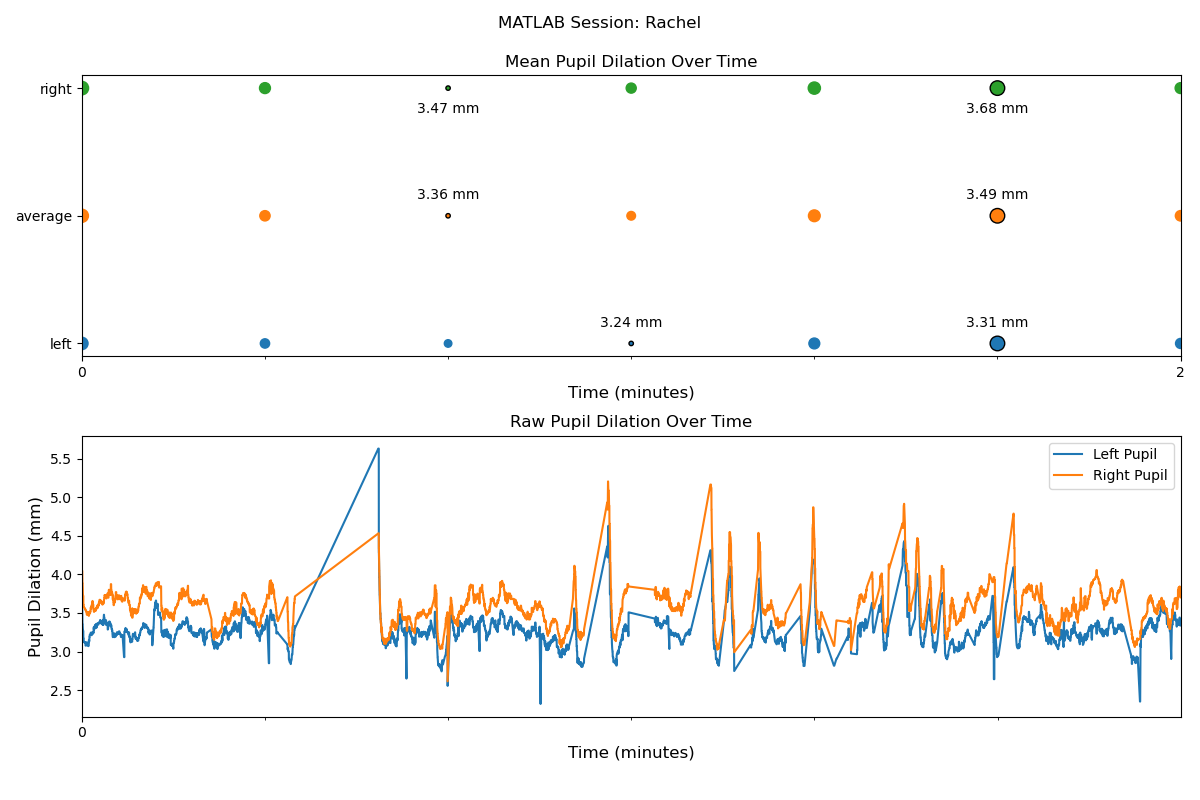 MATLAB Session: Rachel
Mean Pupil Dilation Over Time
right
3.47 mm
3.68 mm
average
3.36 mm
3.49 mm
left
3.24 mm
3.31 mm
0
2
Time (minutes)
Raw Pupil Dilation Over Time
Pupil Dilation (mm)
5.5
5.0
4.5
4.0
3.5
3.0
2.5
Left Pupil
Right Pupil
0
Time (minutes)